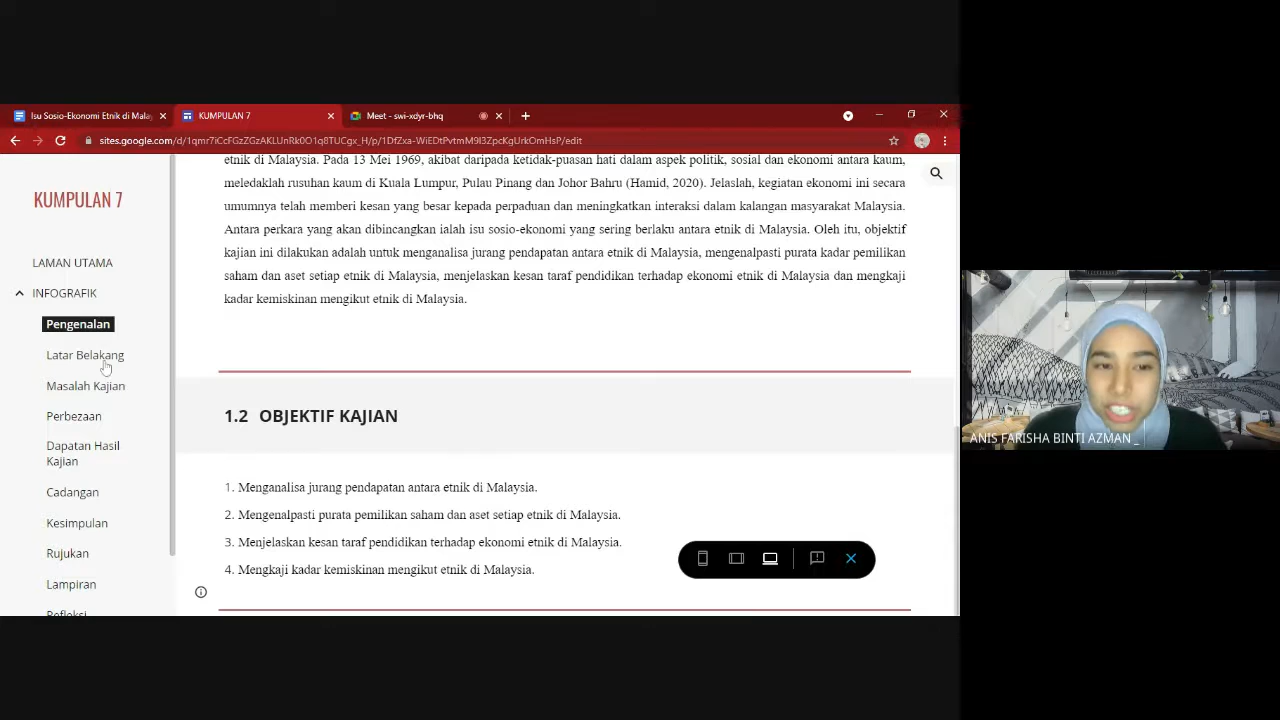 Isu Sosio-Ekonomi Etnik di Mala
KUMPULAN 7
Meet - swi-xdyr-bhq
sites.google.com/d/1qmr7iCcFGzZGzAKLUnRk0O1q8TUCgx_H/p/1DfZxa-WiEDtPvtmM9l3ZpcKgUrkOmHsP/edit
KUMPULAN 7
LAMAN UTAMA
INFOGRAFIK
Pengenalan
Latar Belakang
Masalah Kajian
Perbezaan
Dapatan Hasil
Kajian
Cadangan
Kesimpulan
Rujukan
Lampiran
Refleksi
etnik di Malaysia. Pada 13 Mei 1969, akibat daripada ketidak-puasan hati dalam aspek politik, sosial dan ekonomi antara kaum,
meledaklah rusuhan kaum di Kuala Lumpur, Pulau Pinang dan Johor Bahru (Hamid, 2020). Jelaslah, kegiatan ekonomi ini secara
umumnya telah memberi kesan yang besar kepada perpaduan dan meningkatkan interaksi dalam kalangan masyarakat Malaysia.
Antara perkara yang akan dibincangkan ialah isu sosio-ekonomi yang sering berlaku antara etnik di Malaysia. Oleh itu, objektif
kajian ini dilakukan adalah untuk menganalisa jurang pendapatan antara etnik di Malaysia, mengenalpasti purata kadar pemilikan
saham dan aset setiap etnik di Malaysia, menjelaskan kesan taraf pendidikan terhadap ekonomi etnik di Malaysia dan mengkaji
kadar kemiskinan mengikut etnik di Malaysia.
1.2 OBJEKTIF KAJIAN
1. Menganalisa jurang pendapatan antara etnik di Malaysia.
2. Mengenalpasti purata pemilikan saham dan aset setiap etnik di Malaysia.
3. Menjelaskan kesan taraf pendidikan terhadap ekonomi etnik di Malaysia.
4. Mengkaji kadar kemiskinan mengikut etnik di Malaysia.
ANIS FARISHA BINTI AZMAN _